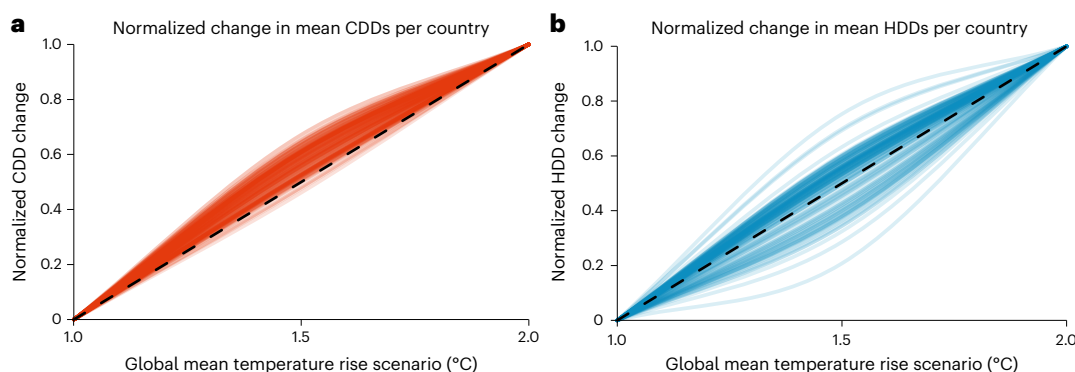 a
Normalized change in mean CDDs per country
1.0
0.8
0.6
0.4
0.2
0
Normalized CDD change
1.0
1.5
2.0
Global mean temperature rise scenario (°C)
b
Normalized change in mean HDDs per country
1.0
0.8
0.6
0.4
0.2
0
Normalized HDD change
1.0
1.5
2.0
Global mean temperature rise scenario (°C)